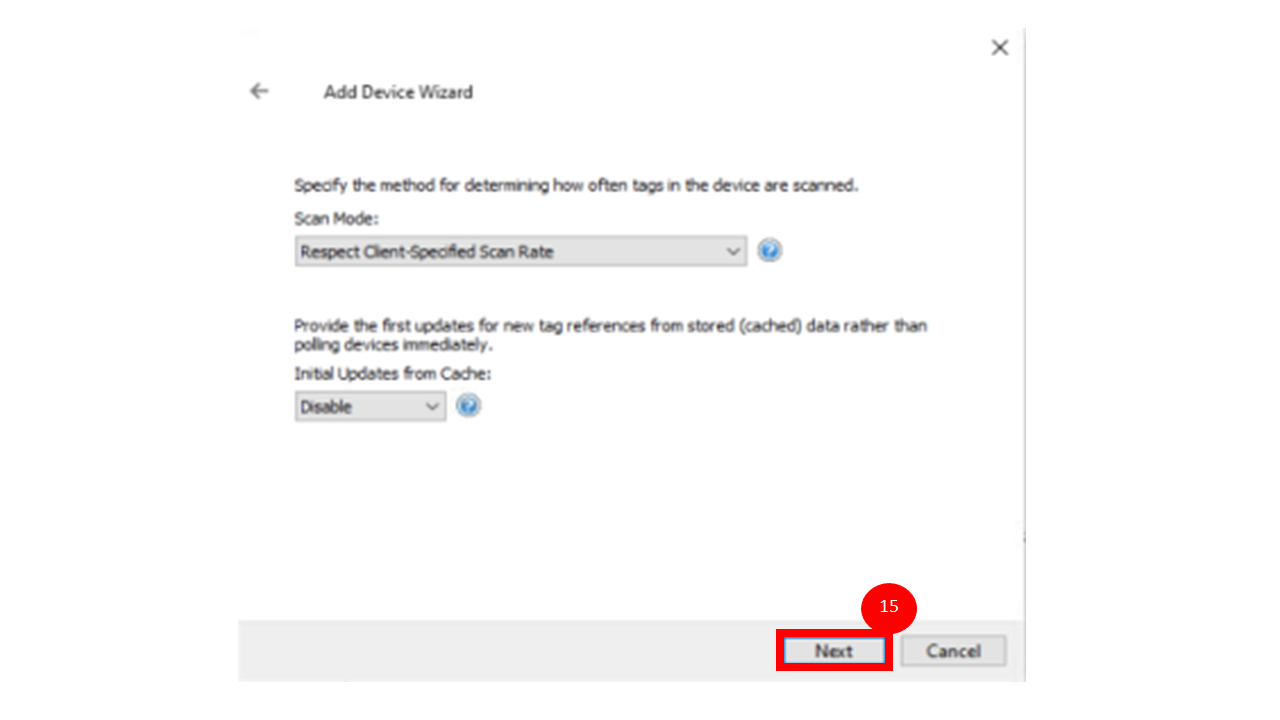 Add Device Wizard
Specify the method for determining how often tags in the device are scanned.
Scan Mode:
Respect Client-Specified Scan Rate
Provide the first updates for new tag references from stored (cached) data rather than
polling devices immediately.
Initial Updates from Cache:
Disable
15
Next
Cancel